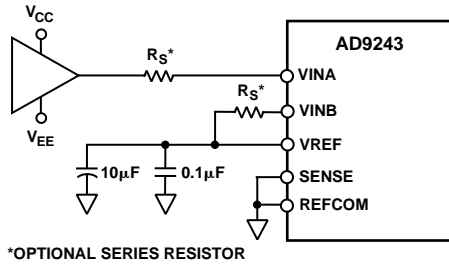 VCC
AD9243
RS*
VINA
RS*
VINB
VEE
VREF
10μF
0.1μF
SENSE
REFCOM
*OPTIONAL SERIES RESISTOR